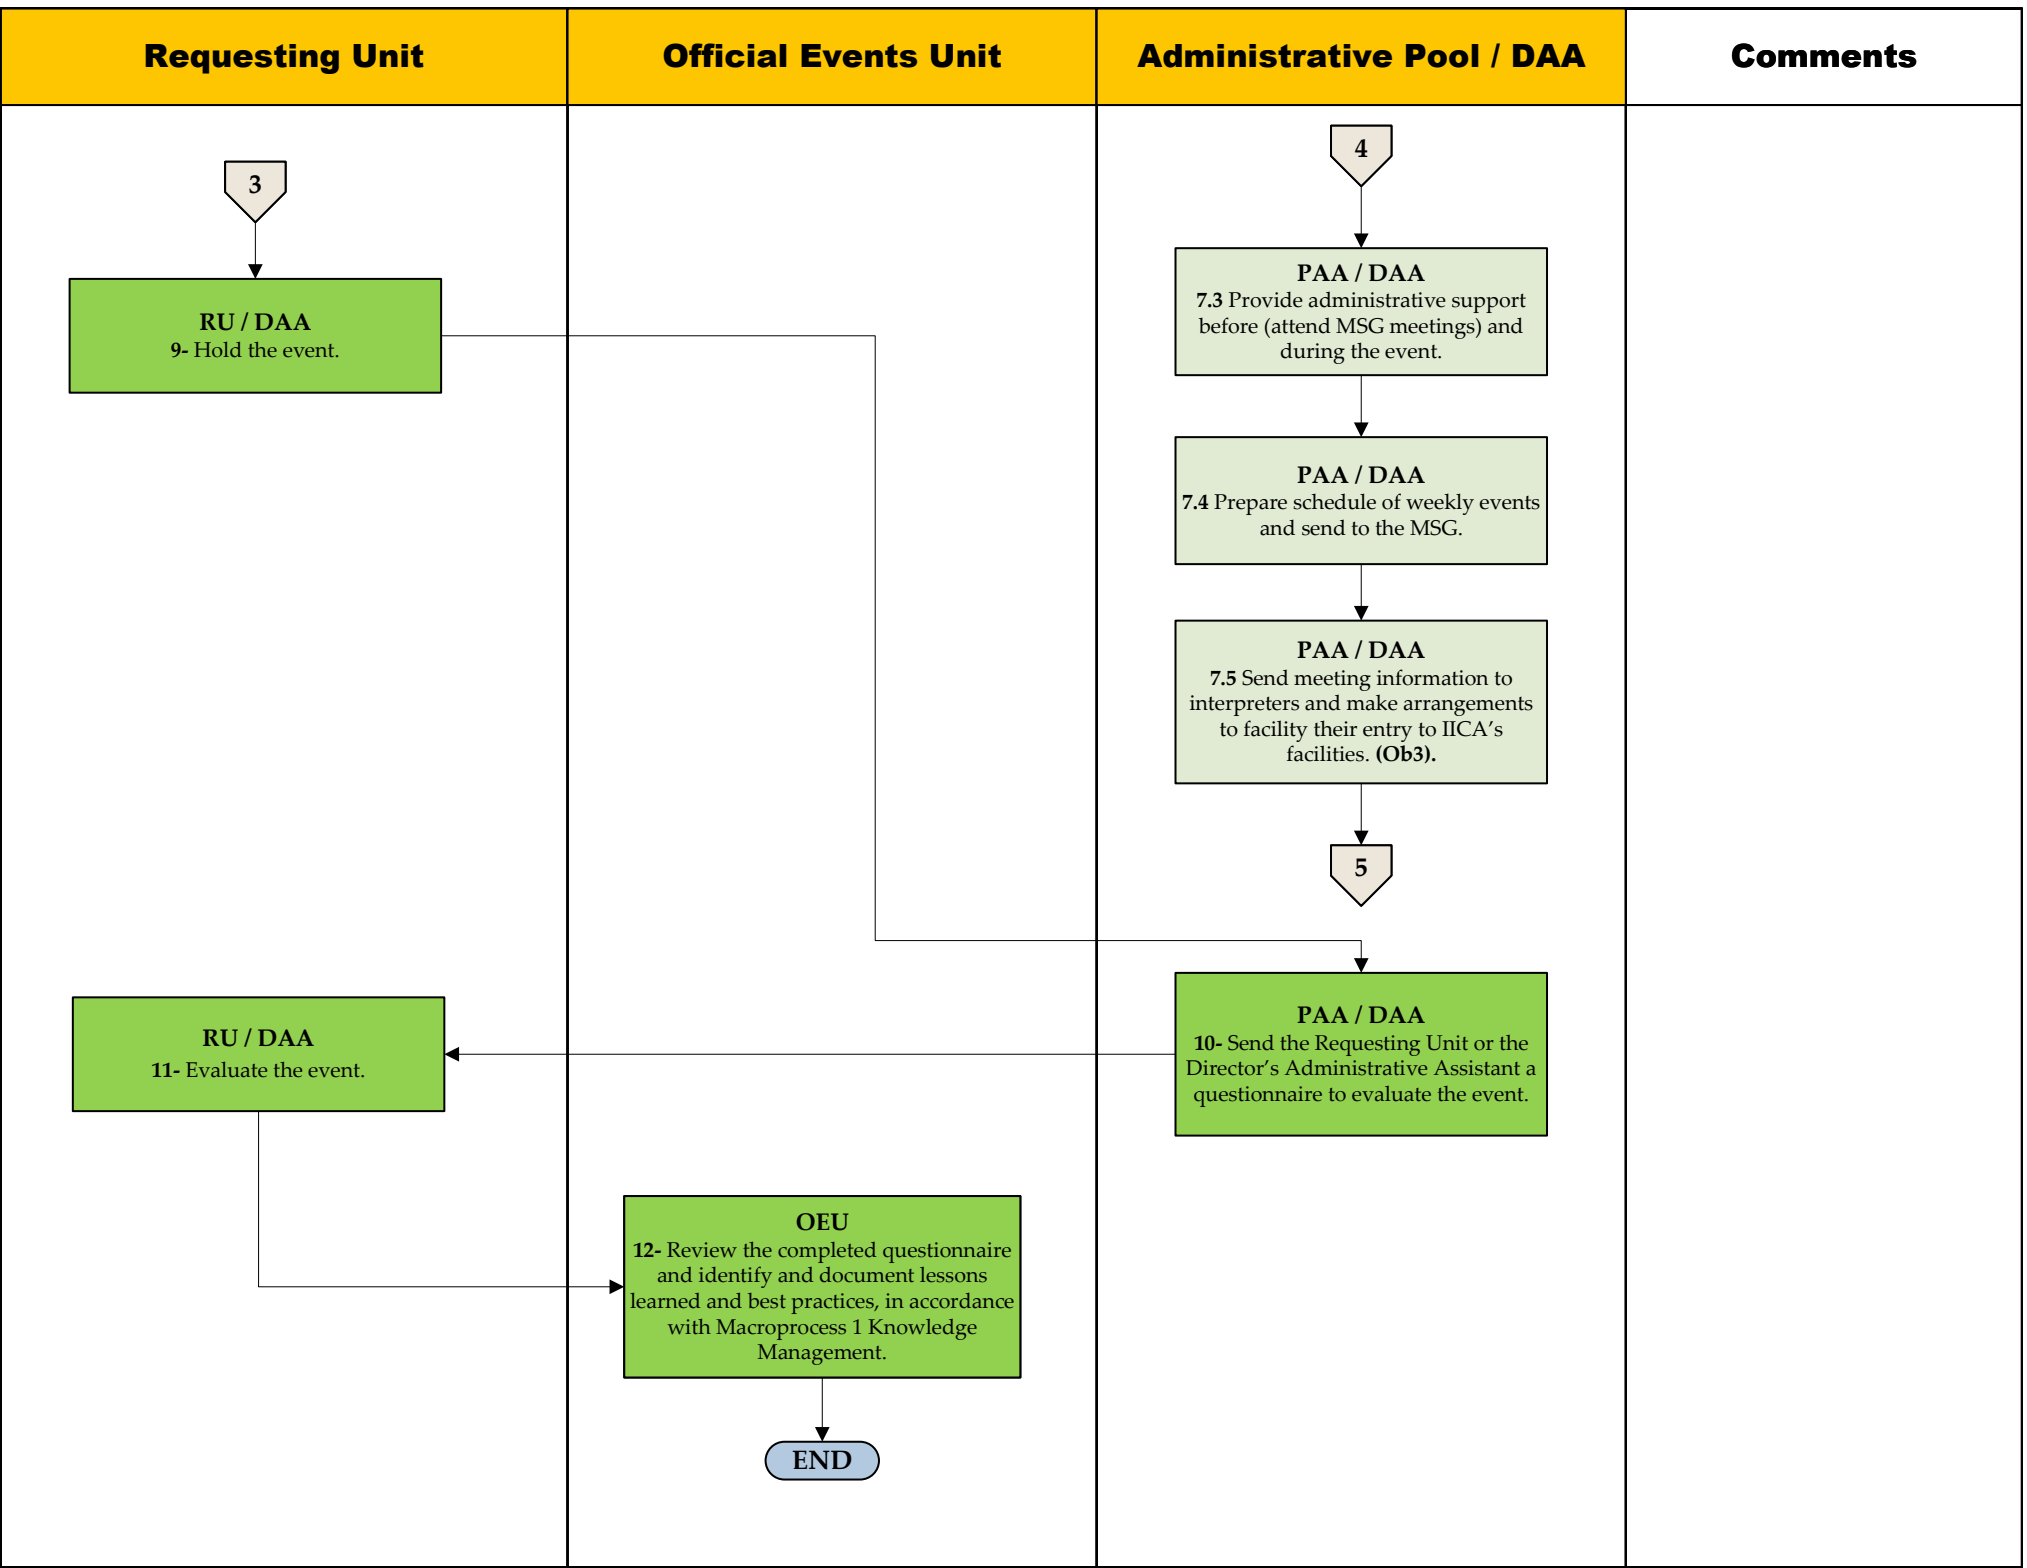 Requesting Unit
Official Events Unit
Administrative Pool / DAA
Comments
4
3
PAA / DAA
7.3 Provide administrative support
before (attend MSG meetings) and
during the event.
RU / DAA
9- Hold the event.
PAA / DAA
7.4 Prepare schedule of weekly events
and send to the MSG.
PAA / DAA
7.5 Send meeting information to
interpreters and make arrangements
to facility their entry to IICA’s
facilities. (Ob3).
5
PAA / DAA
10- Send the Requesting Unit or the
Director’s Administrative Assistant a
questionnaire to evaluate the event.
RU / DAA
11- Evaluate the event.
OEU
12- Review the completed questionnaire
and identify and document lessons
learned and best practices, in accordance
with Macroprocess 1 Knowledge
Management.
END